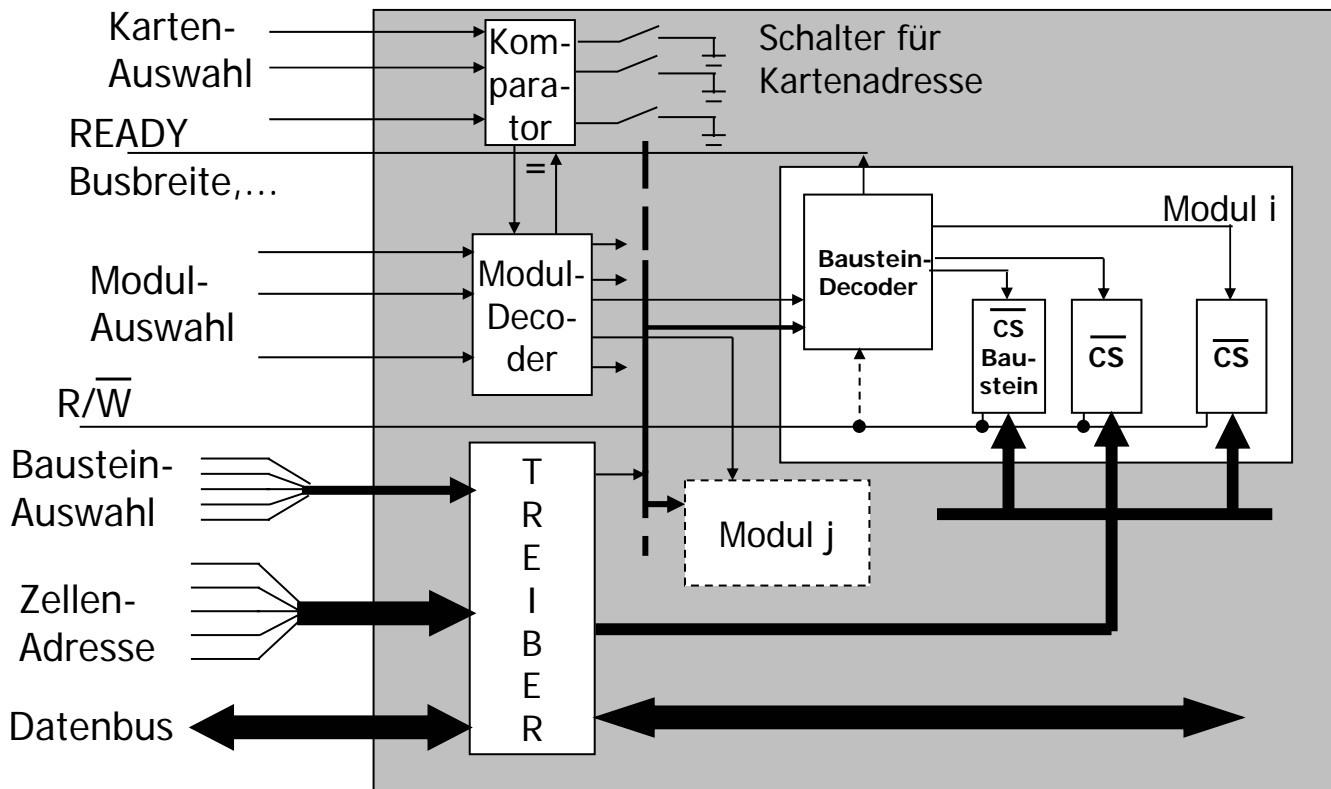 Karten-
Auswahl
Kom-
para-
tor
Schalter für
Kartenadresse
READY
Busbreite,...
=
Modul i
Modul-
Auswahl
Modul-
Deco-
der
Baustein-
Decoder
CS
Bau-
stein
CS
CS
R/W
Baustein-
Auswahl
T
R
E
I
B
E
R
Modul j
Zellen-
Adresse
Datenbus